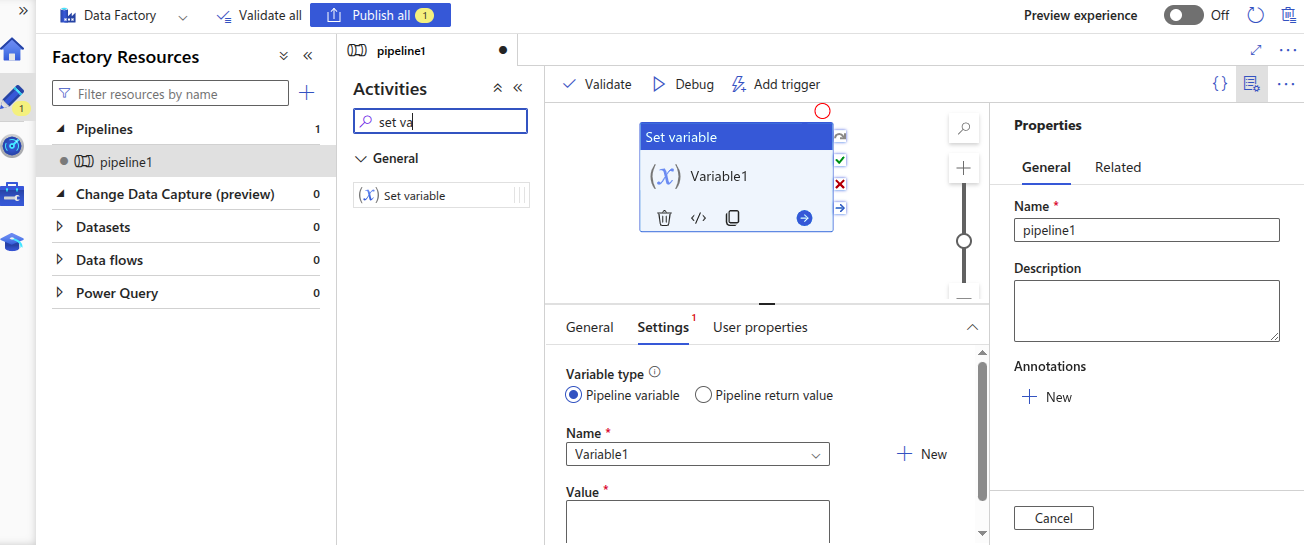 Data Factory
Validate all
Publish all 1
Preview experience
Off
1
Factory Resources
Filter resources by name
Pipelines 1
pipeline1
Change Data Capture (preview) 0
Datasets 0
Data flows 0
Power Query 0
pipeline1
Activities
set va
General
(x) Set variable
Validate
Debug
Add trigger
{}
Set variable
(x) Variable1
General
Settings 1
User properties
Variable type
Pipeline variable
Pipeline return value
Name *
Variable1
New
Value *
Properties
General
Related
Name *
pipeline1
Description
Annotations
New
Cancel